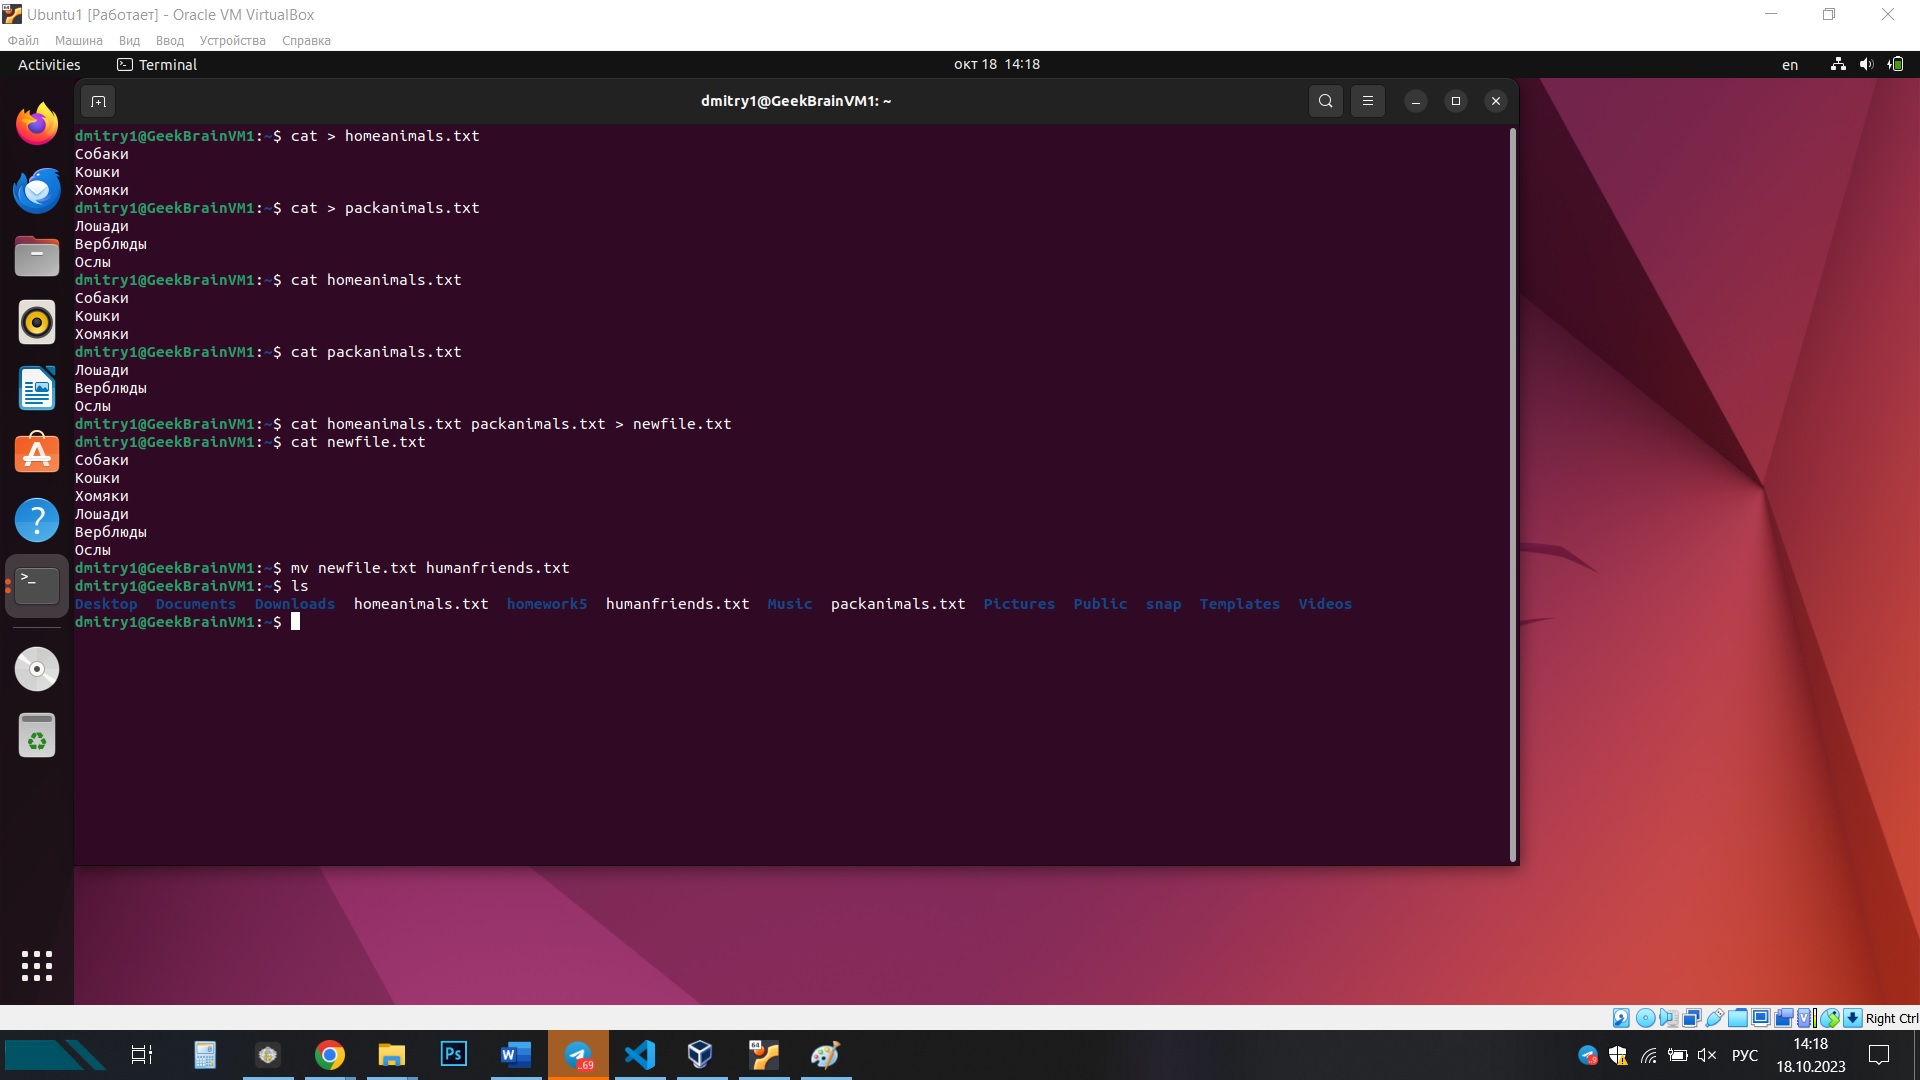 Ubuntu1 [Работает] - Oracle VM VirtualBox
Файл Машина Вид Ввод Устройства Справка
Activities Terminal окт 18 14:18 en
dmitry1@GeekBrainVM1: ~
dmitry1@GeekBrainVM1:~$ cat > homeanimals.txt
Собаки
Кошки
Хомяки
dmitry1@GeekBrainVM1:~$ cat > packanimals.txt
Лошади
Верблюды
Ослы
dmitry1@GeekBrainVM1:~$ cat homeanimals.txt
Собаки
Кошки
Хомяки
dmitry1@GeekBrainVM1:~$ cat packanimals.txt
Лошади
Верблюды
Ослы
dmitry1@GeekBrainVM1:~$ cat homeanimals.txt packanimals.txt > newfile.txt
dmitry1@GeekBrainVM1:~$ cat newfile.txt
Собаки
Кошки
Хомяки
Лошади
Верблюды
Ослы
dmitry1@GeekBrainVM1:~$ mv newfile.txt humanfriends.txt
dmitry1@GeekBrainVM1:~$ ls
Desktop Documents Downloads homeanimals.txt homework5 humanfriends.txt Music packanimals.txt Pictures Public snap Templates Videos
dmitry1@GeekBrainVM1:~$
Right Ctrl
Ps W ..69 64 РУС 14:18
18.10.2023